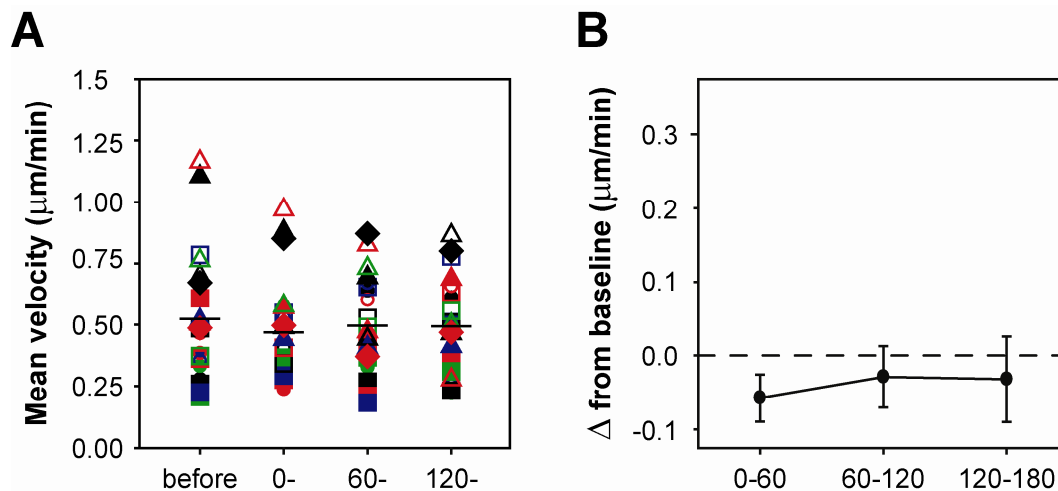 A
B
Mean velocity (μm/min)
1.5
1.25
1.00
0.75
0.50
0.25
0.00
before 0- 60- 120-
Δ from baseline (μm/min)
0.3
0.2
0.1
0.0
-0.1
0-60 60-120 120-180